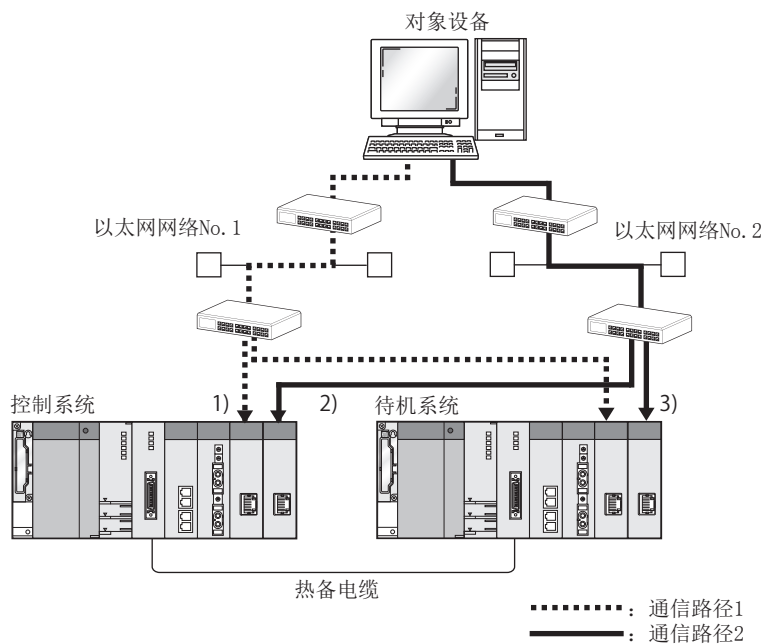 对象设备
以太网网络No.1
以太网网络No.2
控制系统
1)
2)
待机系统
3)
热备电缆
：通信路径1
：通信路径2